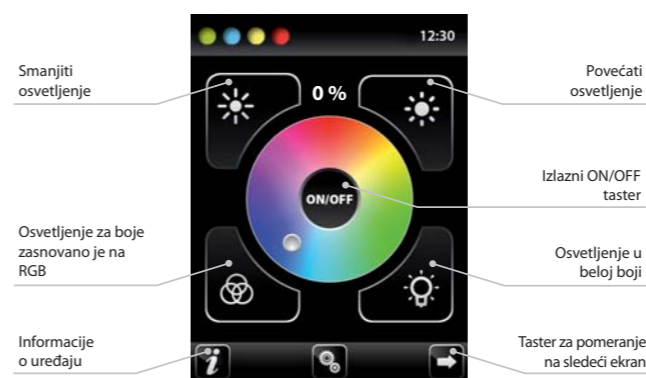 12:30
Smanjiti
osvetljenje
0 %
Povećati
osvetljenje
ON/OFF
Izlazni ON/OFF
taster
Osvetljenje za boje
zasnovano je na
RGB
Osvetljenje u
beloj boji
Informacije
o uređaju
i
Taster za pomeranje
na sledeći ekran